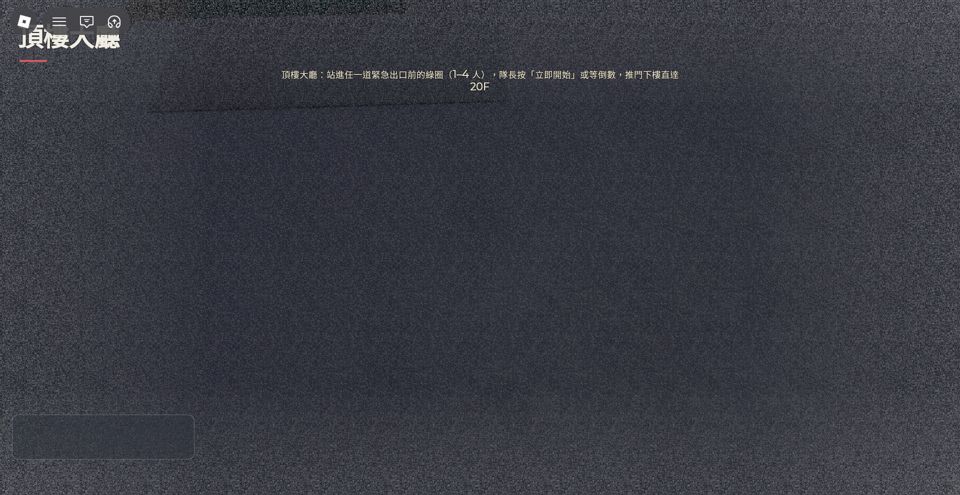 頂樓大廳
頂樓大廳：站進任一道緊急出口前的綠圈（1–4 人），隊長按「立即開始」或等倒數，推門下樓直達
20F